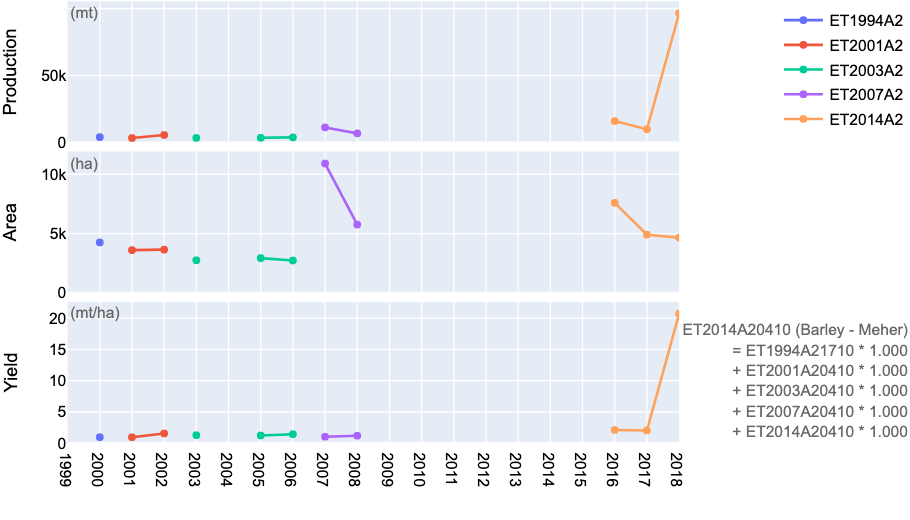 Production
(mt)
50k
0
Area
(ha)
10k
5k
0
Yield
(mt/ha)
20
15
10
5
0
1999
2000
2001
2002
2003
2004
2005
2006
2007
2008
2009
2010
2011
2012
2013
2014
2015
2016
2017
2018
ET1994A2
ET2001A2
ET2003A2
ET2007A2
ET2014A2
ET2014A20410 (Barley - Meher)
= ET1994A21710 * 1.000
+ ET2001A20410 * 1.000
+ ET2003A20410 * 1.000
+ ET2007A20410 * 1.000
+ ET2014A20410 * 1.000